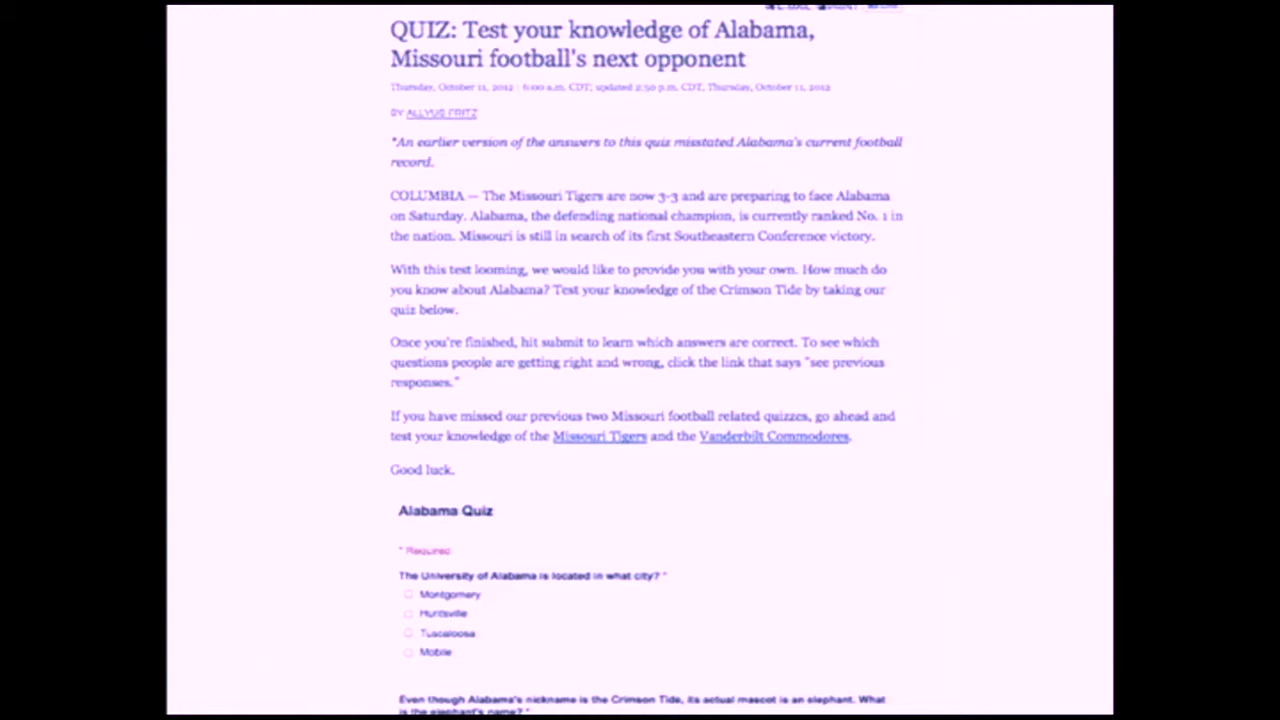 QUIZ: Test your knowledge of Alabama,
Missouri football's next opponent
Thursday, October 11, 2012 | 6:00 a.m. CDT; updated 2:50 p.m. CDT, Thursday, October 11, 2012
BY ALLYUS FRITZ
*An earlier version of the answers to this quiz misstated Alabama's current football
record.
COLUMBIA — The Missouri Tigers are now 3-3 and are preparing to face Alabama
on Saturday. Alabama, the defending national champion, is currently ranked No. 1 in
the nation. Missouri is still in search of its first Southeastern Conference victory.
With this test looming, we would like to provide you with your own. How much do
you know about Alabama? Test your knowledge of the Crimson Tide by taking our
quiz below.
Once you're finished, hit submit to learn which answers are correct. To see which
questions people are getting right and wrong, click the link that says "see previous
responses."
If you have missed our previous two Missouri football related quizzes, go ahead and
test your knowledge of the Missouri Tigers and the Vanderbilt Commodores.
Good luck.
Alabama Quiz
* Required
The University of Alabama is located in what city? *
Montgomery
Huntsville
Tuscaloosa
Mobile
Even though Alabama's nickname is the Crimson Tide, its actual mascot is an elephant. What
is the elephant's name? *